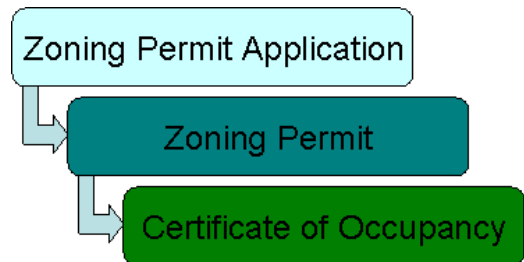 Zoning Permit Application
Zoning Permit
Certificate of Occupancy